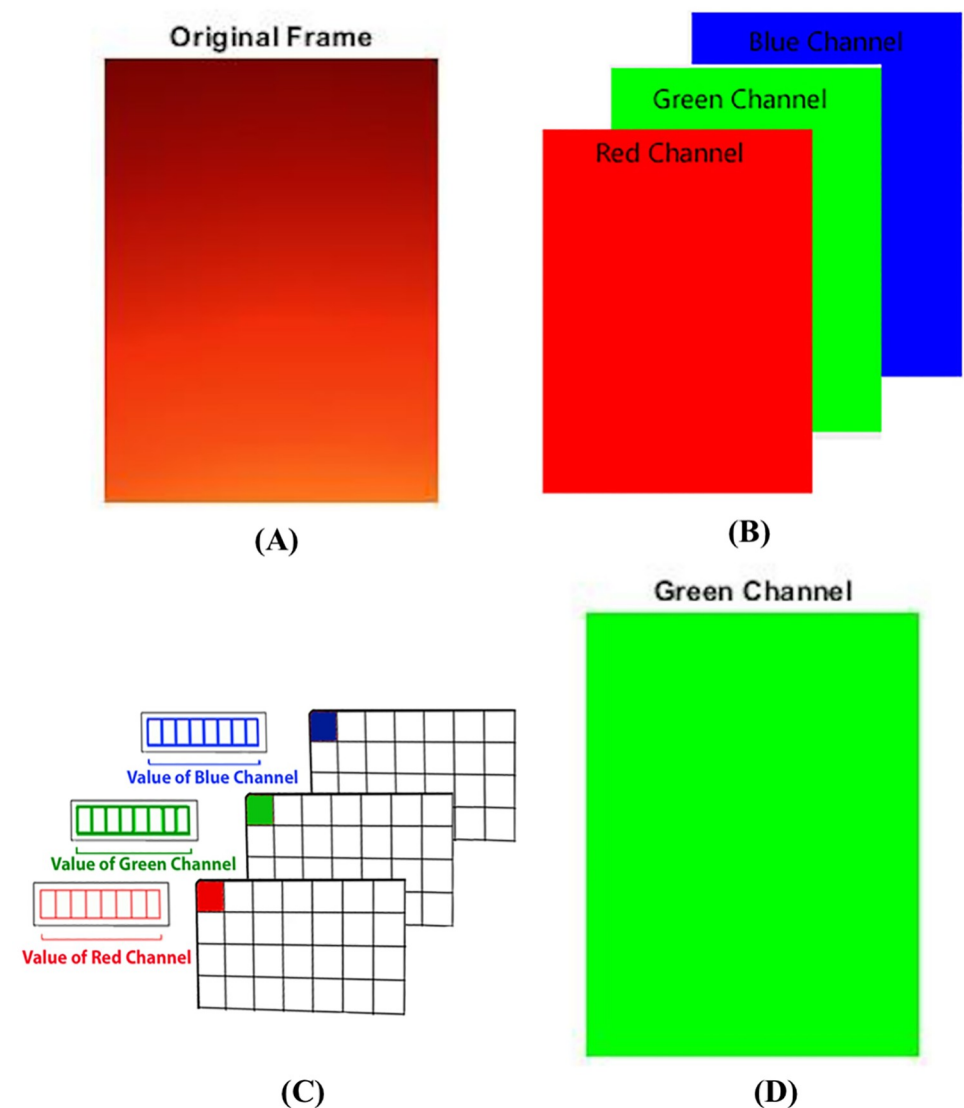 Original Frame
Blue Channel
Green Channel
Red Channel
(A)
(B)
Green Channel
Value of Blue Channel
Value of Green Channel
Value of Red Channel
(C)
(D)